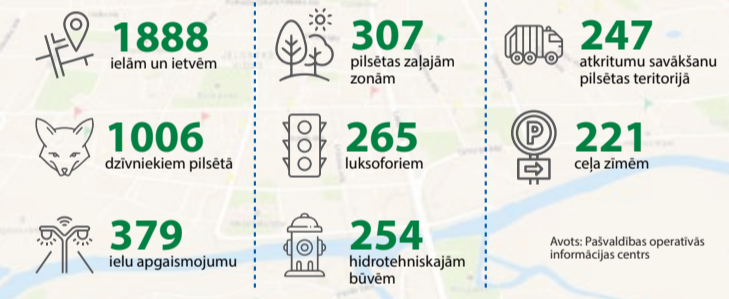 1888
ielām un ietvēm
1006
dzīvniekiem pilsētā
379
ielu apgaismojumu
307
pilsētas zaļajām
zonām
265
luksoforiem
254
hidrotehniskajām
būvēm
247
atkritumu savākšanu
pilsētas teritorijā
P
221
ceļa zīmēm
Avots: Pašvaldības operatīvās
informācijas centrs